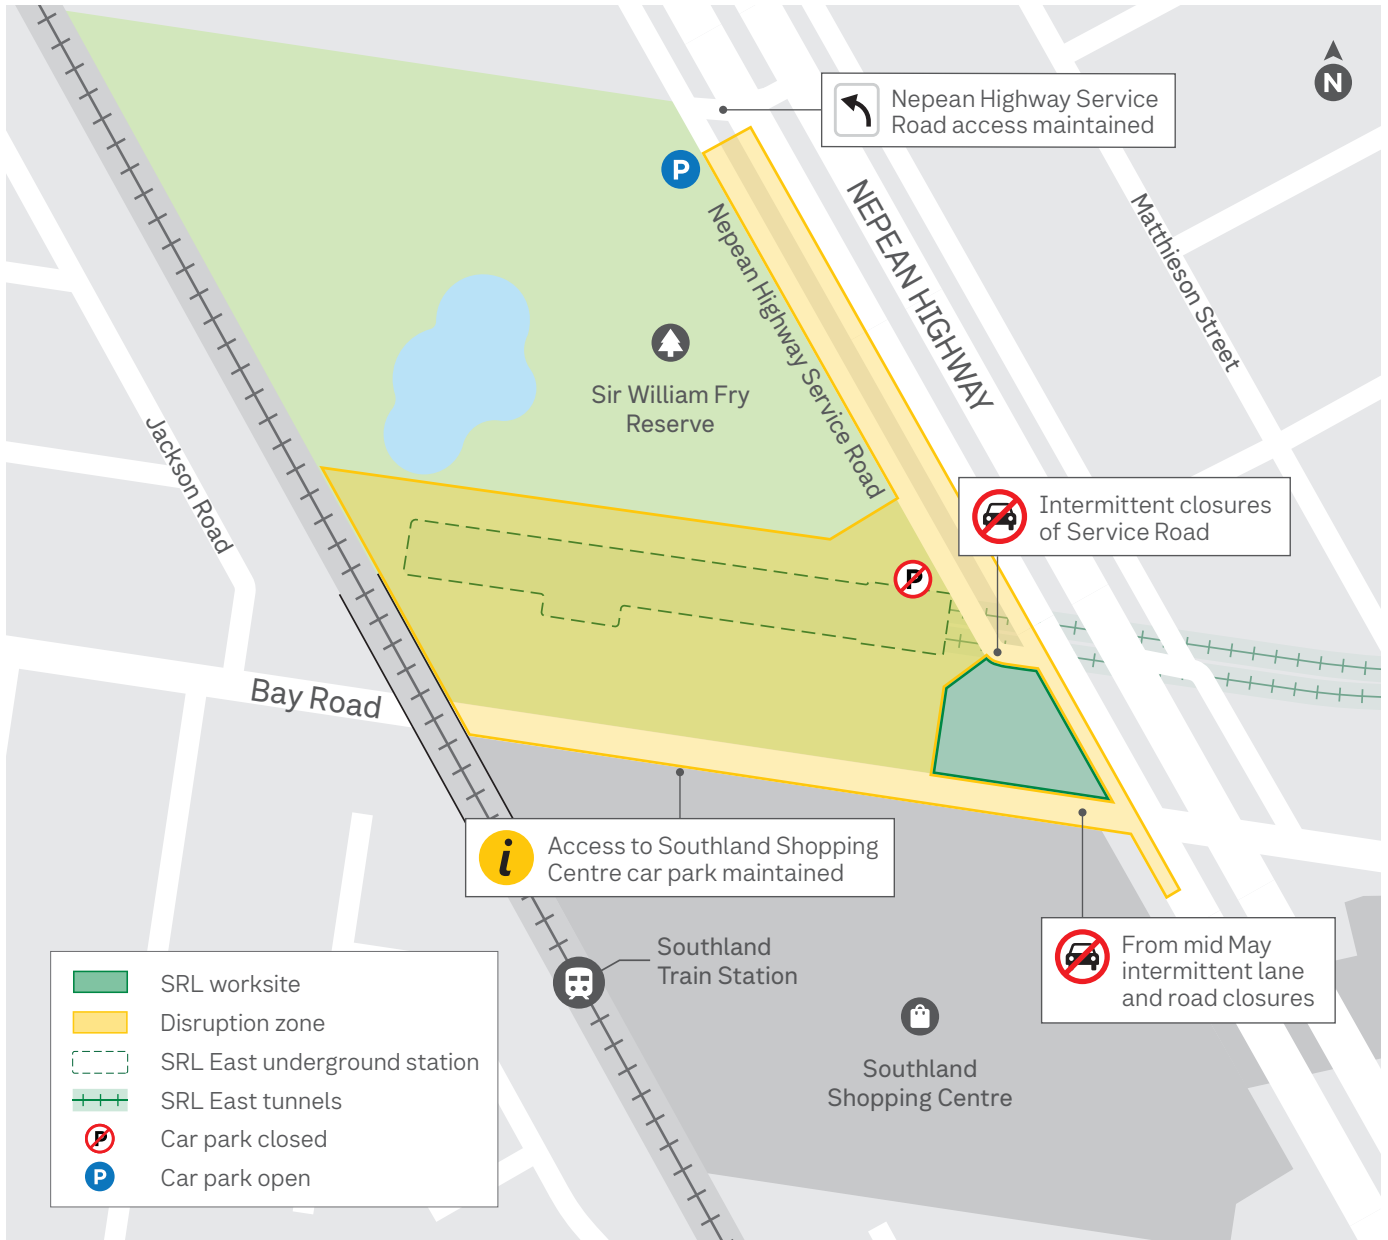 N
Nepean Highway Service
Road access maintained
P
NEPEAN HIGHWAY
Matthieson Street
Nepean Highway Service Road
Sir William Fry
Reserve
Jackson Road
Intermittent closures
of Service Road
P
Bay Road
i
Access to Southland Shopping
Centre car park maintained
From mid May
intermittent lane
and road closures
Southland
Train Station
Southland
Shopping Centre
SRL worksite
Disruption zone
SRL East underground station
SRL East tunnels
P
Car park closed
P
Car park open